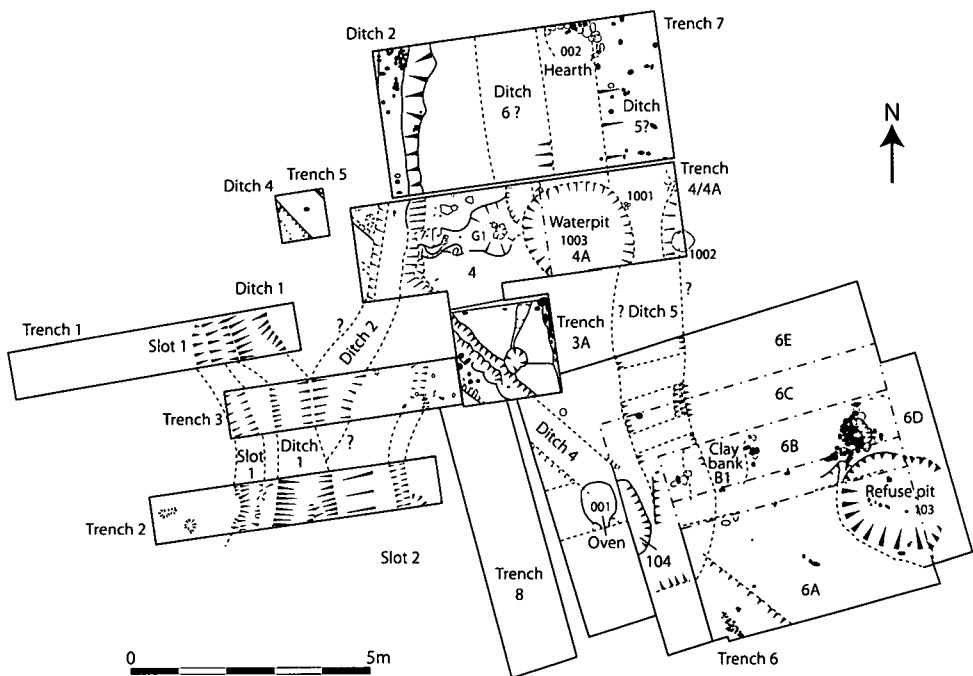 Ditch 2
Trench 7
002
Hearth
Ditch
6 ?
Ditch
5?
N
Ditch 4
Trench 5
Trench
4/4A
1001
G1
Waterpit
1003
4A
1002
4
Ditch 1
Trench 1
Slot 1
?
Ditch 2
? Ditch 5
?
Trench
3A
6E
6C
6D
Trench 3
Ditch 4
6B
Clay
bank
B1
Slot
1
Ditch
1
?
Refuse pit
103
001
Oven
Trench 2
Slot 2
104
Trench
8
6A
Trench 6
0
5m